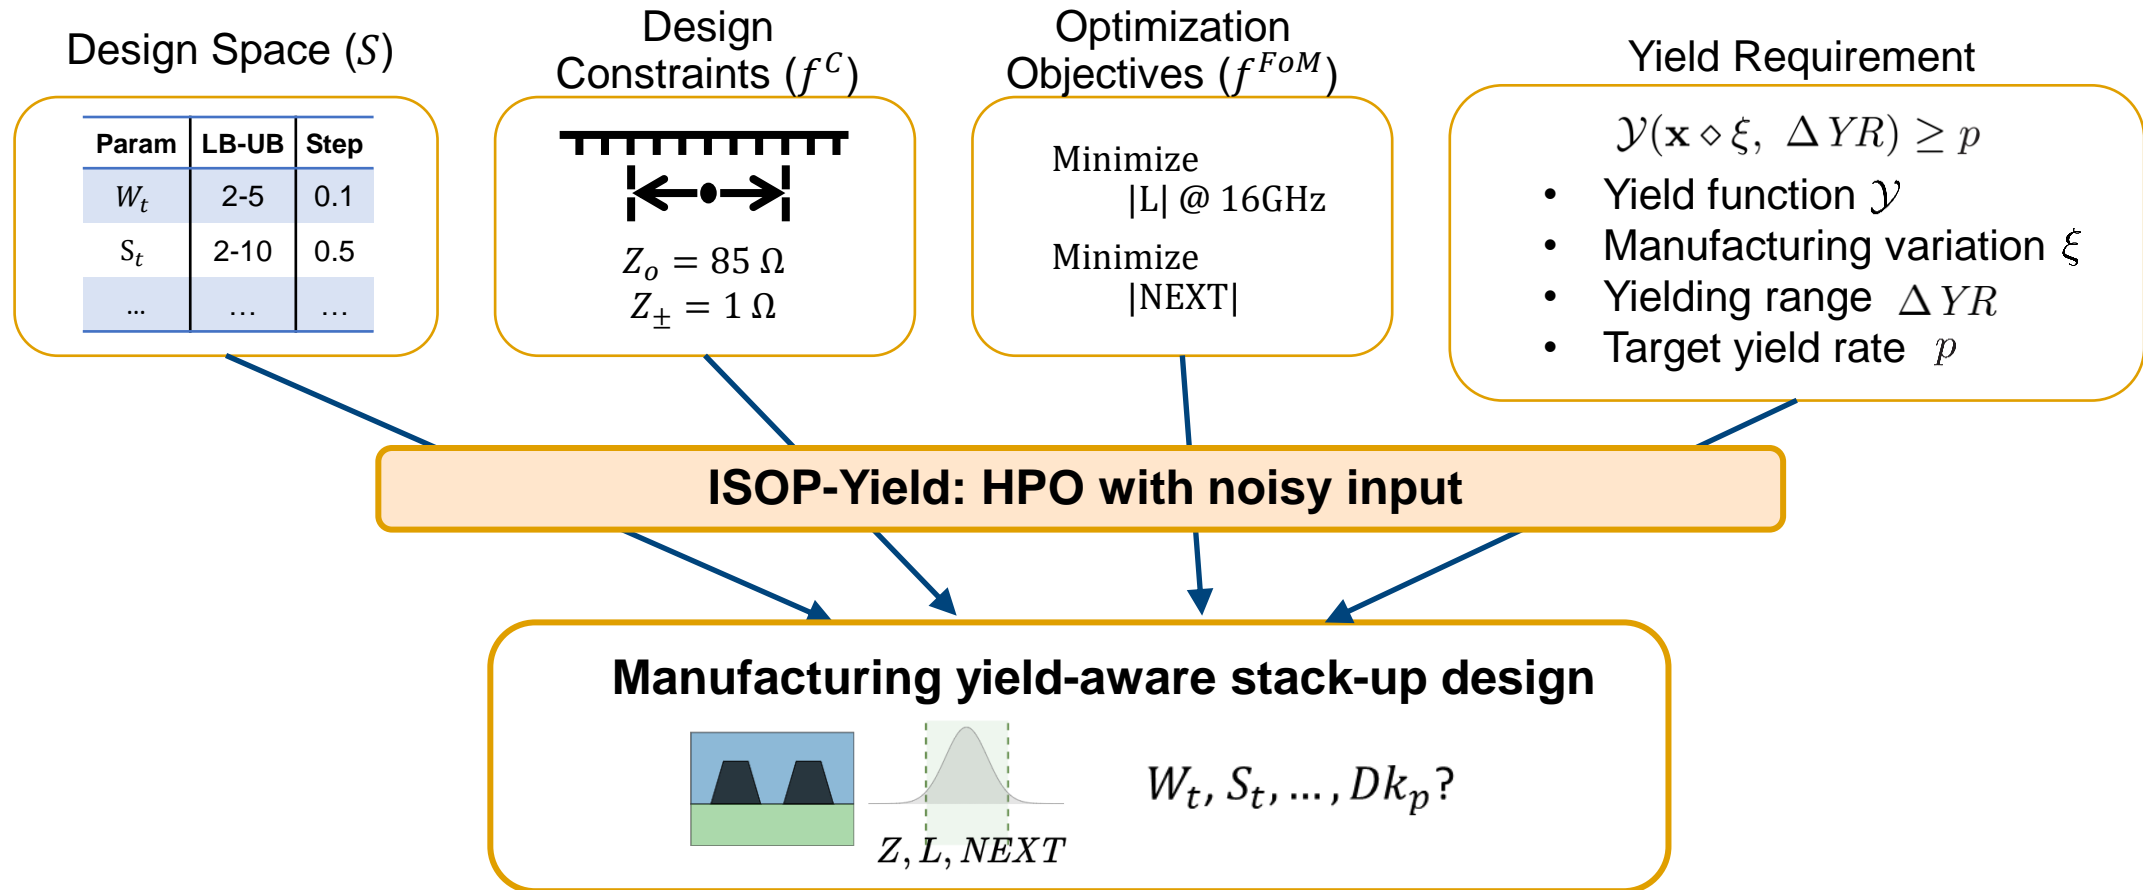 Design Space (S)
Param LB-UB Step
W_t 2-5 0.1
S_t 2-10 0.5
... … …
Design
Constraints (f^C)
Z_o = 85 Ω
Z_± = 1 Ω
Optimization
Objectives (f^{FoM})
Minimize
|L| @ 16GHz
Minimize
|NEXT|
Yield Requirement
𝒴(𝐱 ⋄ ξ, Δ YR) ≥ p
• Yield function 𝒴
• Manufacturing variation ξ
• Yielding range Δ YR
• Target yield rate p
ISOP-Yield: HPO with noisy input
Manufacturing yield-aware stack-up design
Z, L, NEXT
W_t, S_t, … , Dk_p?